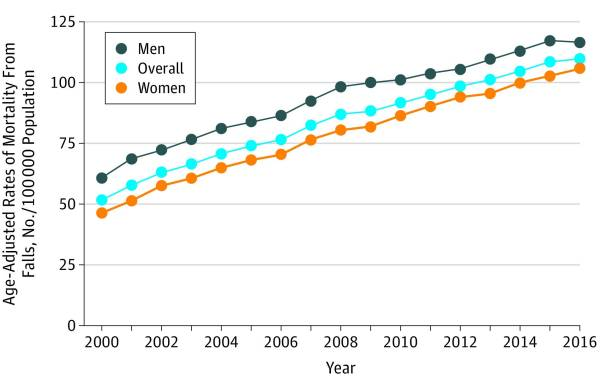 Age-Adjusted Rates of Mortality From
Falls, No./100 000 Population
125
100
75
50
25
0
Men
Overall
Women
2000 2002 2004 2006 2008 2010 2012 2014 2016
Year